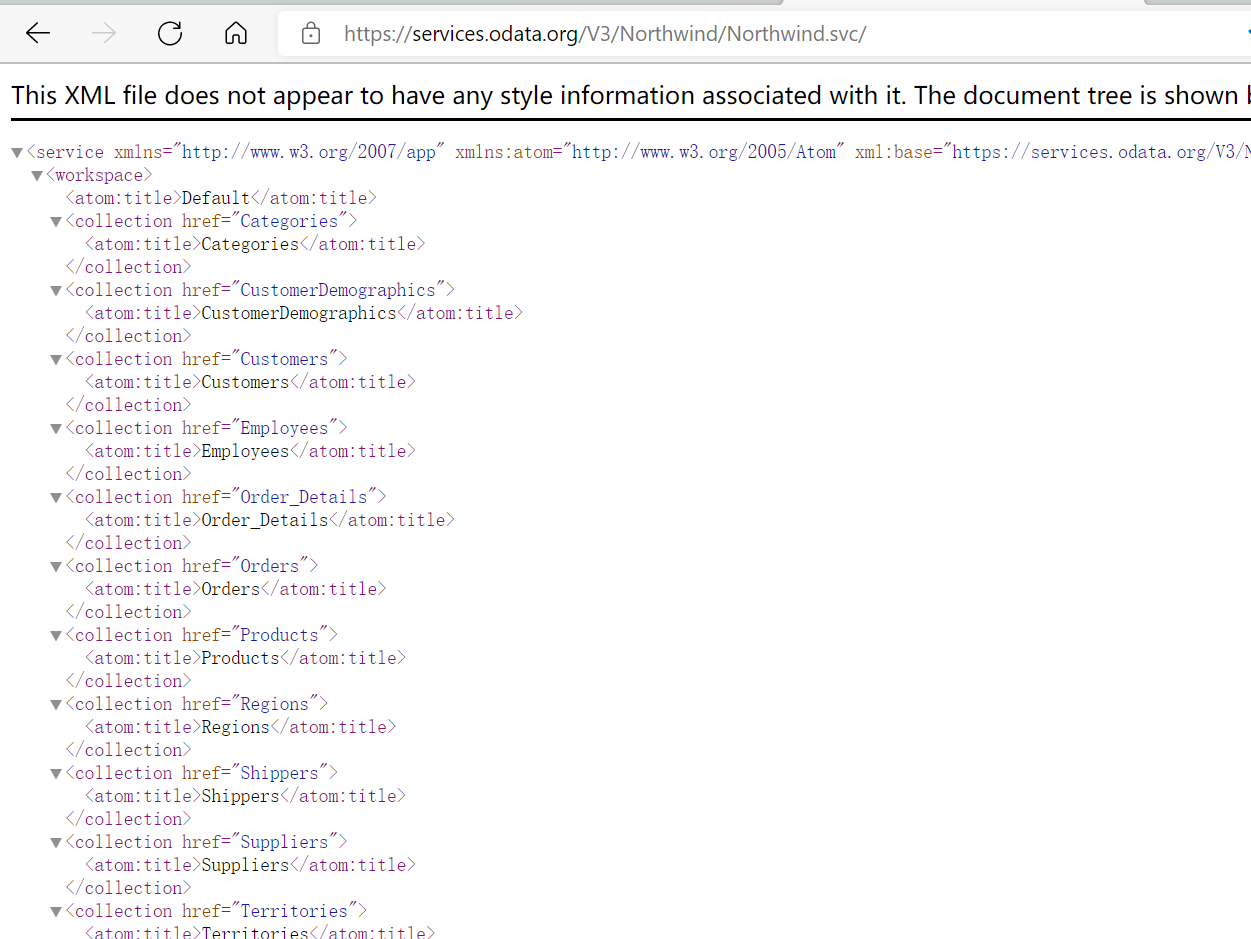 https://services.odata.org/V3/Northwind/Northwind.svc/
This XML file does not appear to have any style information associated with it. The document tree is shown
▼<service xmlns="http://www.w3.org/2007/app" xmlns:atom="http://www.w3.org/2005/Atom" xml:base="https://services.odata.org/V3/
▼<workspace>
<atom:title>Default</atom:title>
▼<collection href="Categories">
<atom:title>Categories</atom:title>
</collection>
▼<collection href="CustomerDemographics">
<atom:title>CustomerDemographics</atom:title>
</collection>
▼<collection href="Customers">
<atom:title>Customers</atom:title>
</collection>
▼<collection href="Employees">
<atom:title>Employees</atom:title>
</collection>
▼<collection href="Order_Details">
<atom:title>Order_Details</atom:title>
</collection>
▼<collection href="Orders">
<atom:title>Orders</atom:title>
</collection>
▼<collection href="Products">
<atom:title>Products</atom:title>
</collection>
▼<collection href="Regions">
<atom:title>Regions</atom:title>
</collection>
▼<collection href="Shippers">
<atom:title>Shippers</atom:title>
</collection>
▼<collection href="Suppliers">
<atom:title>Suppliers</atom:title>
</collection>
▼<collection href="Territories">
<atom:title>Territories</atom:title>